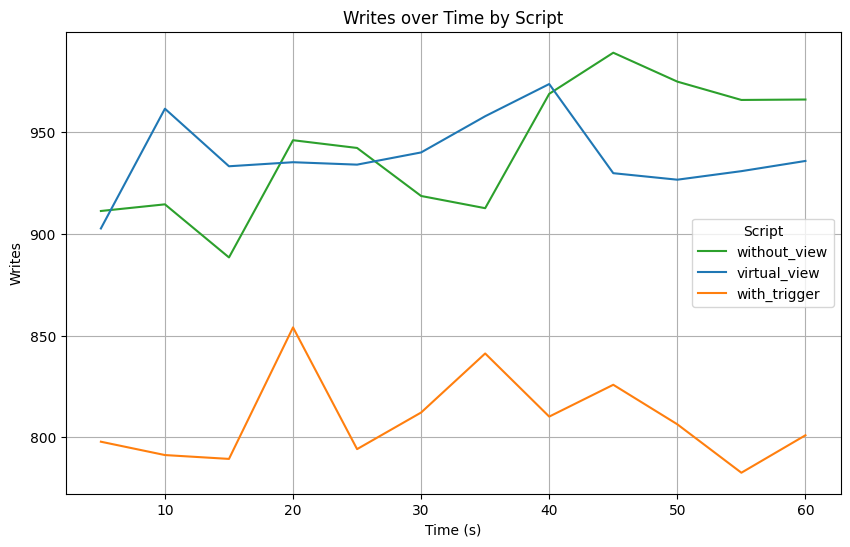 Writes over Time by Script
950
900
850
800
Writes
Script
without_view
virtual_view
with_trigger
10 20 30 40 50 60
Time (s)